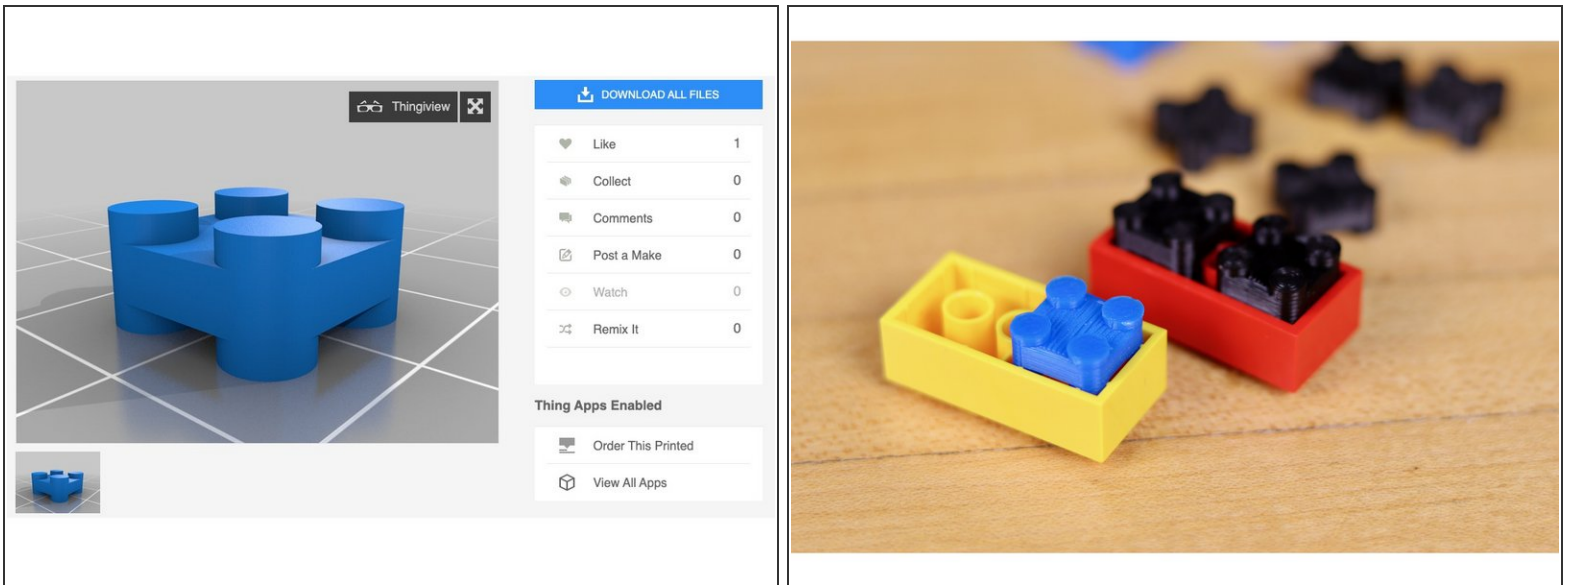 Thingiview
DOWNLOAD ALL FILES
Like 1
Collect 0
Comments 0
Post a Make 0
Watch 0
Remix It 0
Thing Apps Enabled
Order This Printed
View All Apps